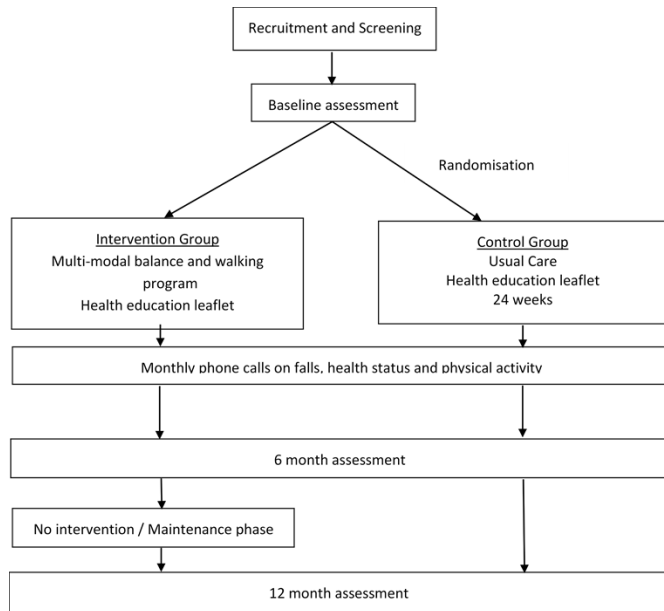 Recruitment and Screening
Baseline assessment
Randomisation
Intervention Group
Multi-modal balance and walking
program
Health education leaflet
Control Group
Usual Care
Health education leaflet
24 weeks
Monthly phone calls on falls, health status and physical activity
6 month assessment
No intervention / Maintenance phase
12 month assessment